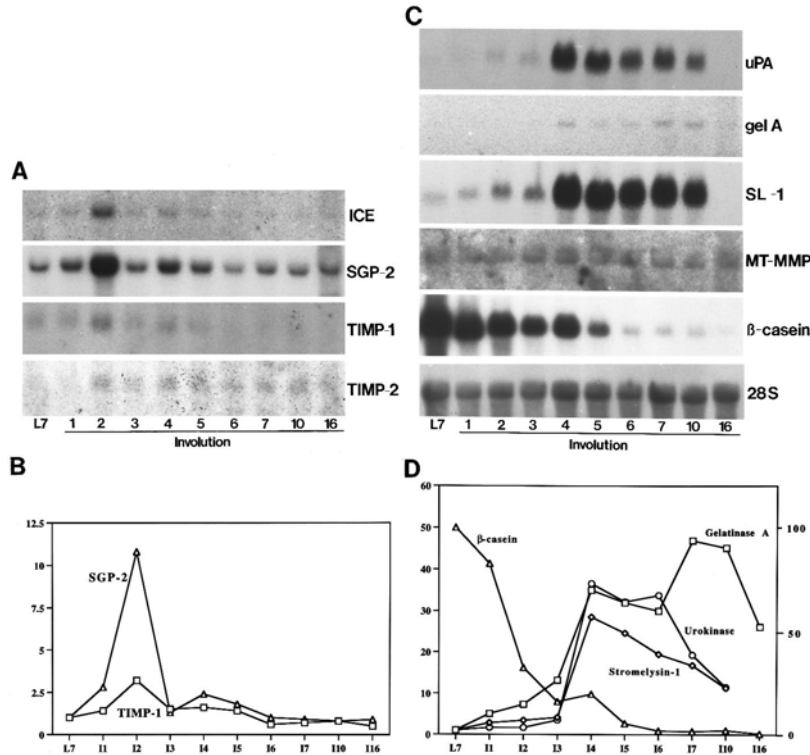 A
ICE
SGP-2
TIMP-1
TIMP-2
L7 1 2 3 4 5 6 7 10 16
Involution
C
uPA
gel A
SL-1
MT-MMP
ß-casein
28S
L7 1 2 3 4 5 6 7 10 16
Involution
B
12.5
10
7.5
5
2.5
0
SGP-2
TIMP-1
L7 I1 I2 I3 I4 I5 I6 I7 I10 I16
D
60
50
40
30
20
10
0
100
50
0
β-casein
Gelatinase A
Urokinase
Stromelysin-1
L7 I1 I2 I3 I4 I5 I6 I7 I10 I16